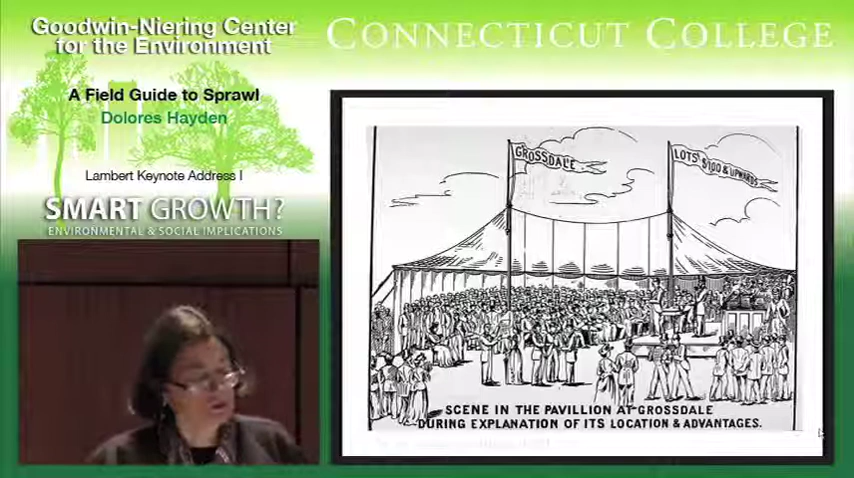 Goodwin-Niering Center
for the Environment
CONNECTICUT COLLEGE
A Field Guide to Sprawl
Dolores Hayden
Lambert Keynote Address I
SMART GROWTH?
ENVIRONMENTAL & SOCIAL IMPLICATIONS
GROSSDALE
LOTS $100 & UPWARDS
SCENE IN THE PAVILLION AT GROSSDALE
DURING EXPLANATION OF ITS LOCATION & ADVANTAGES.